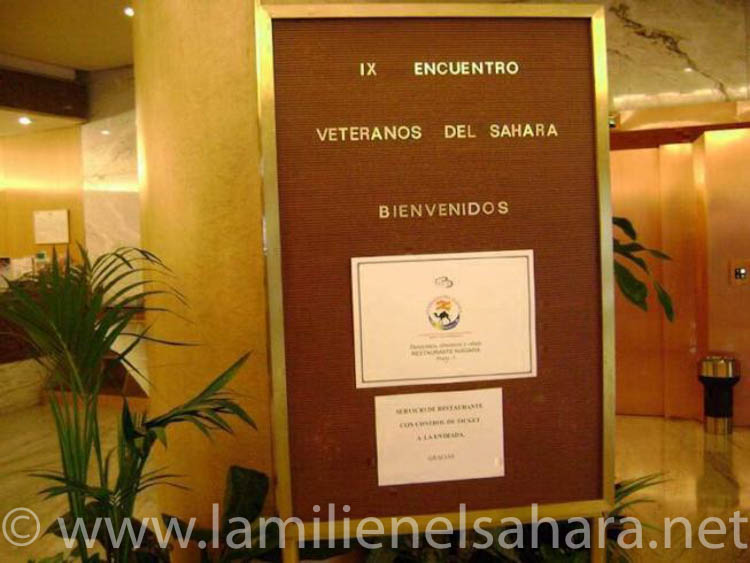 IX ENCUENTRO
VETERANOS DEL SAHARA
BIENVENIDOS
RESTAURANTE NIÁGARA
SERVICIO DE RESTAURANTE
CON CONTROL DE TICKET
A LA ENTRADA.
GRACIAS
© www.lamilienelsahara.net